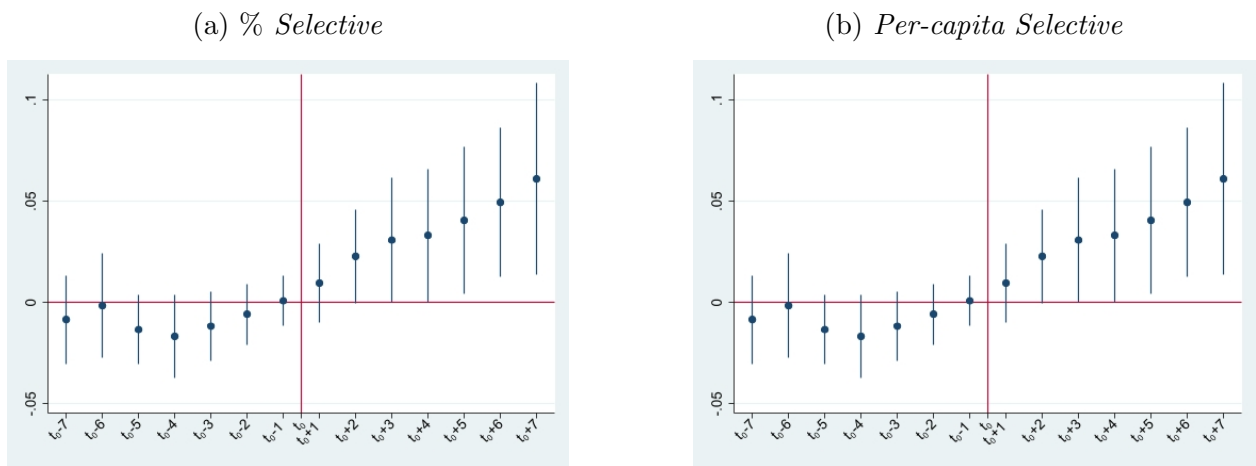 (a) % Selective
(b) Per-capita Selective
.1
.05
0
-.05
t₀-7
t₀-6
t₀-5
t₀-4
t₀-3
t₀-2
t₀-1
t₀
t₀+1
t₀+2
t₀+3
t₀+4
t₀+5
t₀+6
t₀+7
.1
.05
0
-.05
t₀-7
t₀-6
t₀-5
t₀-4
t₀-3
t₀-2
t₀-1
t₀
t₀+1
t₀+2
t₀+3
t₀+4
t₀+5
t₀+6
t₀+7